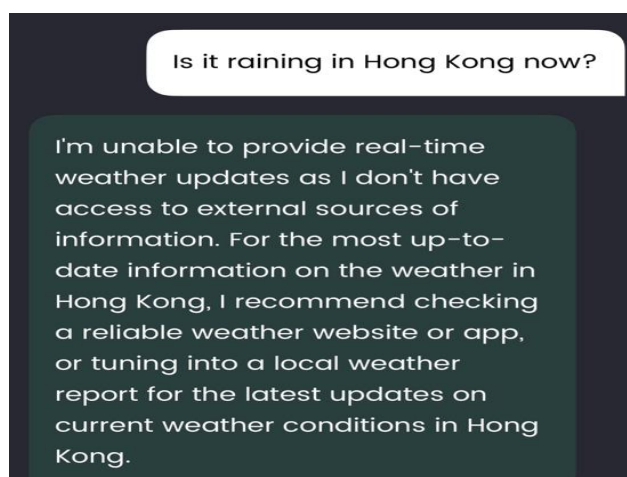 Is it raining in Hong Kong now?
I'm unable to provide real-time
weather updates as I don't have
access to external sources of
information. For the most up-to-
date information on the weather in
Hong Kong, I recommend checking
a reliable weather website or app,
or tuning into a local weather
report for the latest updates on
current weather conditions in Hong
Kong.